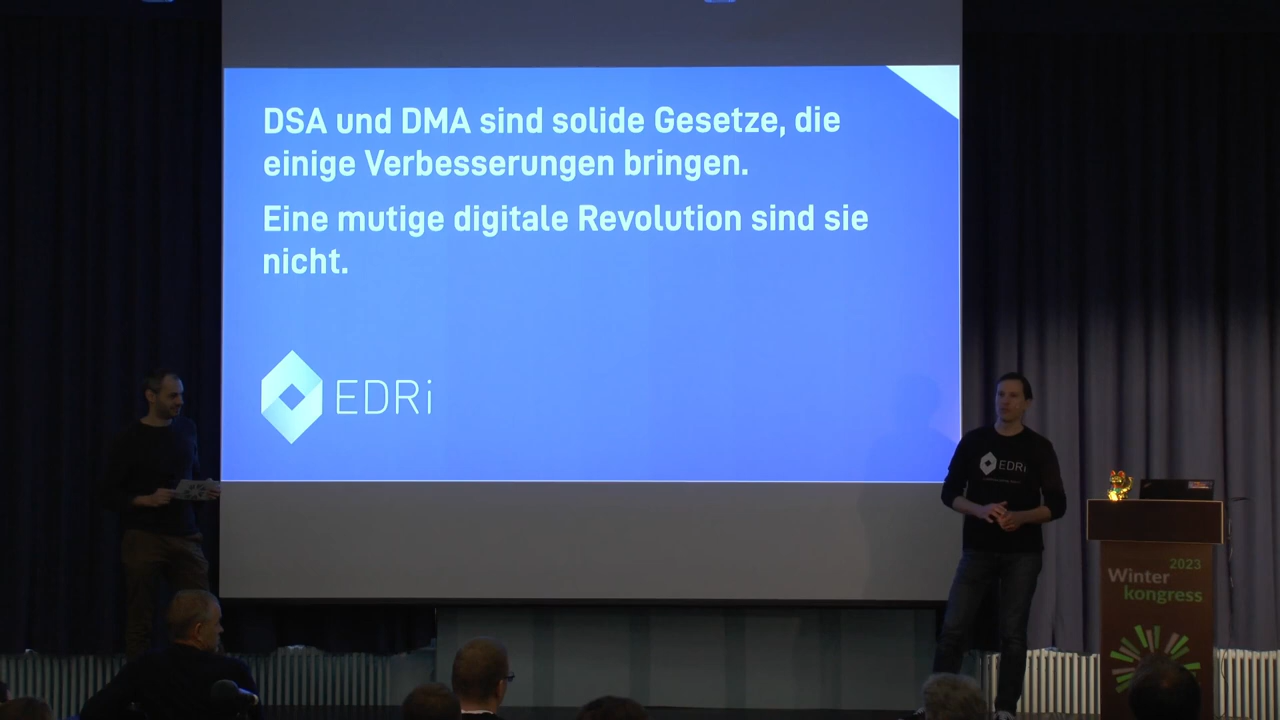 DSA und DMA sind solide Gesetze, die
einige Verbesserungen bringen.
Eine mutige digitale Revolution sind sie
nicht.
EDRi
EDRi
2023
Winter
kongress